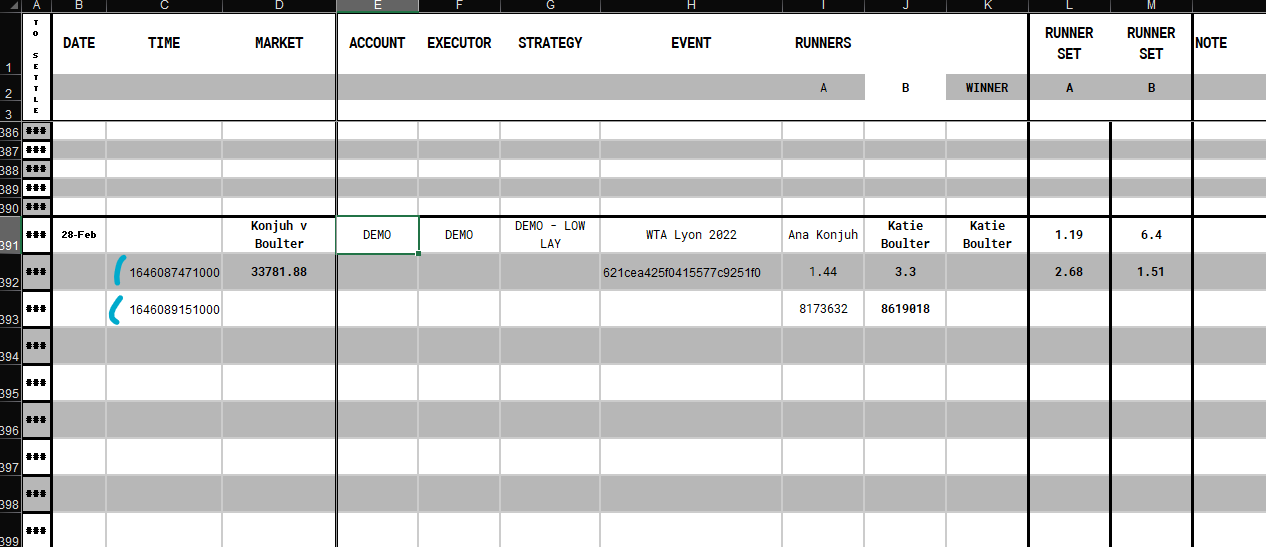 A B C D E F G H I J K L M
1 T O S E T T L E DATE TIME MARKET ACCOUNT EXECUTOR STRATEGY EVENT RUNNERS RUNNER SET RUNNER SET NOTE
2 A B WINNER A B
3
386 ###
387 ###
388 ###
389 ###
390 ###
391 ### 28-Feb Konjuh v Boulter DEMO DEMO DEMO - LOW LAY WTA Lyon 2022 Ana Konjuh Katie Boulter Katie Boulter 1.19 6.4
392 ### 1646087471000 33781.88 621cea425f0415577c9251f0 1.44 3.3 2.68 1.51
393 ### 1646089151000 8173632 8619018
394 ###
395 ###
396 ###
397 ###
398 ###
399 ###